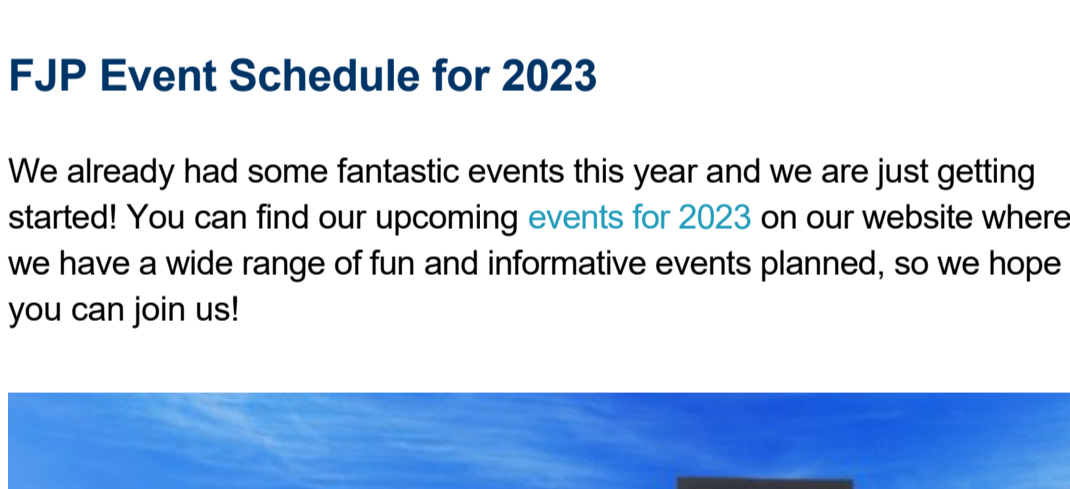 FJP Event Schedule for 2023
We already had some fantastic events this year and we are just getting
started! You can find our upcoming events for 2023 on our website where
we have a wide range of fun and informative events planned, so we hope
you can join us!